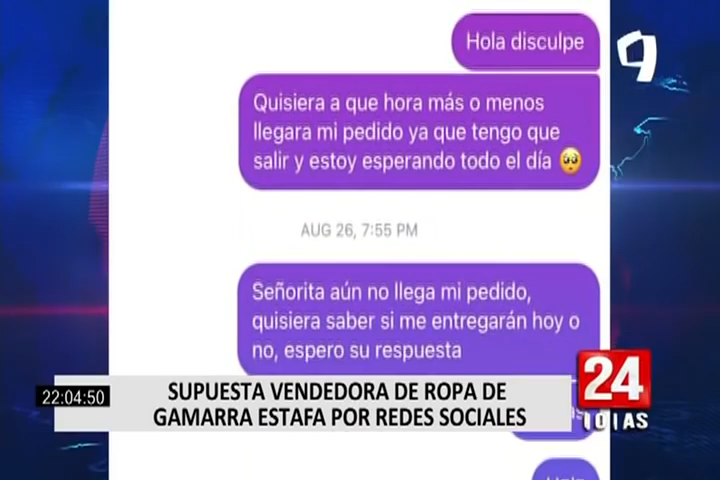 Hola disculpe
Quisiera a que hora más o menos
llegara mi pedido ya que tengo que
salir y estoy esperando todo el día 🥺
AUG 26, 7:55 PM
Señorita aún no llega mi pedido,
quisiera saber si me entregarán hoy o
no, espero su respuesta
22:04:50
SUPUESTA VENDEDORA DE ROPA DE
GAMARRA ESTAFA POR REDES SOCIALES
24